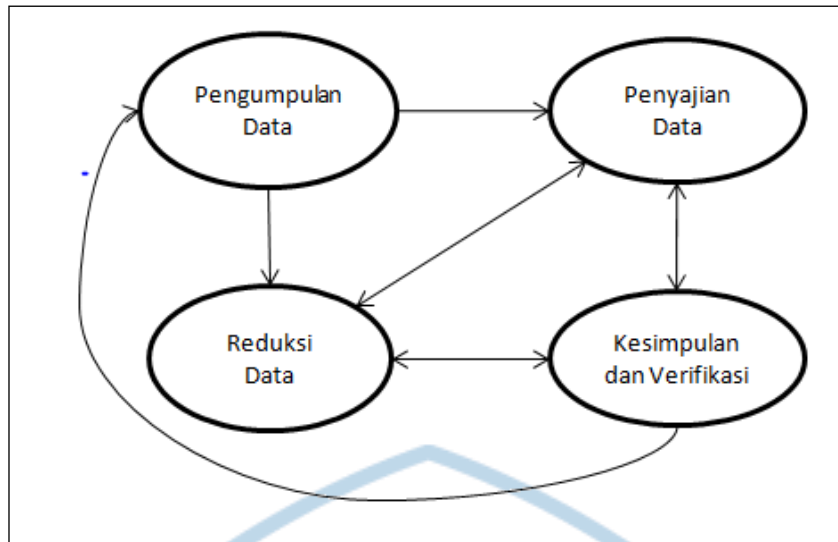 Pengumpulan
Data
Penyajian
Data
Reduksi
Data
Kesimpulan
dan Verifikasi